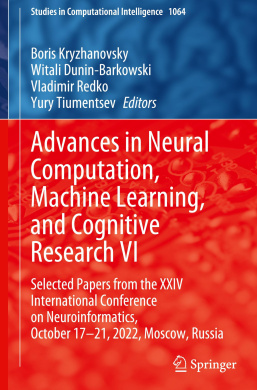 Studies in Computational Intelligence 1064
Boris Kryzhanovsky
Witali Dunin-Barkowski
Vladimir Redko
Yury Tiumentsev Editors
Advances in Neural
Computation,
Machine Learning,
and Cognitive
Research VI
Selected Papers from the XXIV
International Conference
on Neuroinformatics,
October 17–21, 2022, Moscow, Russia
Springer